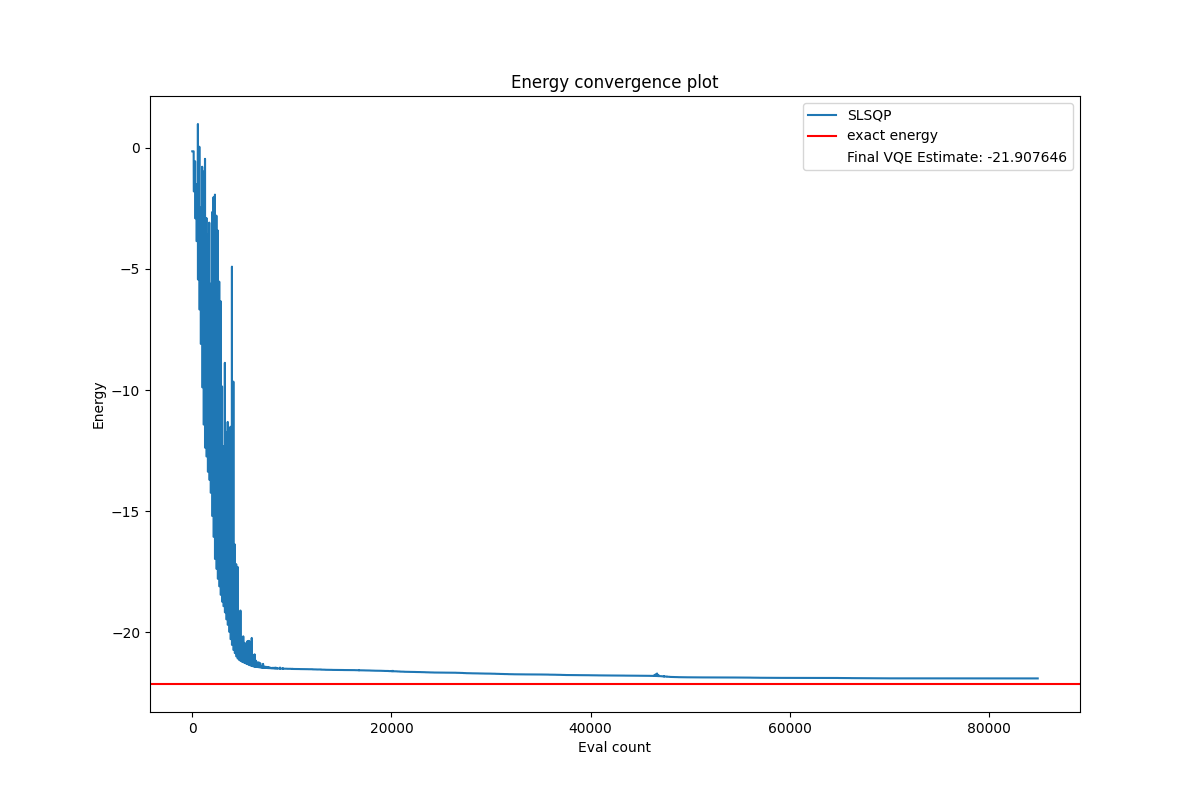 Energy convergence plot
SLSQP
exact energy
Final VQE Estimate: -21.907646
0
−5
−10
−15
−20
Energy
0 20000 40000 60000 80000
Eval count